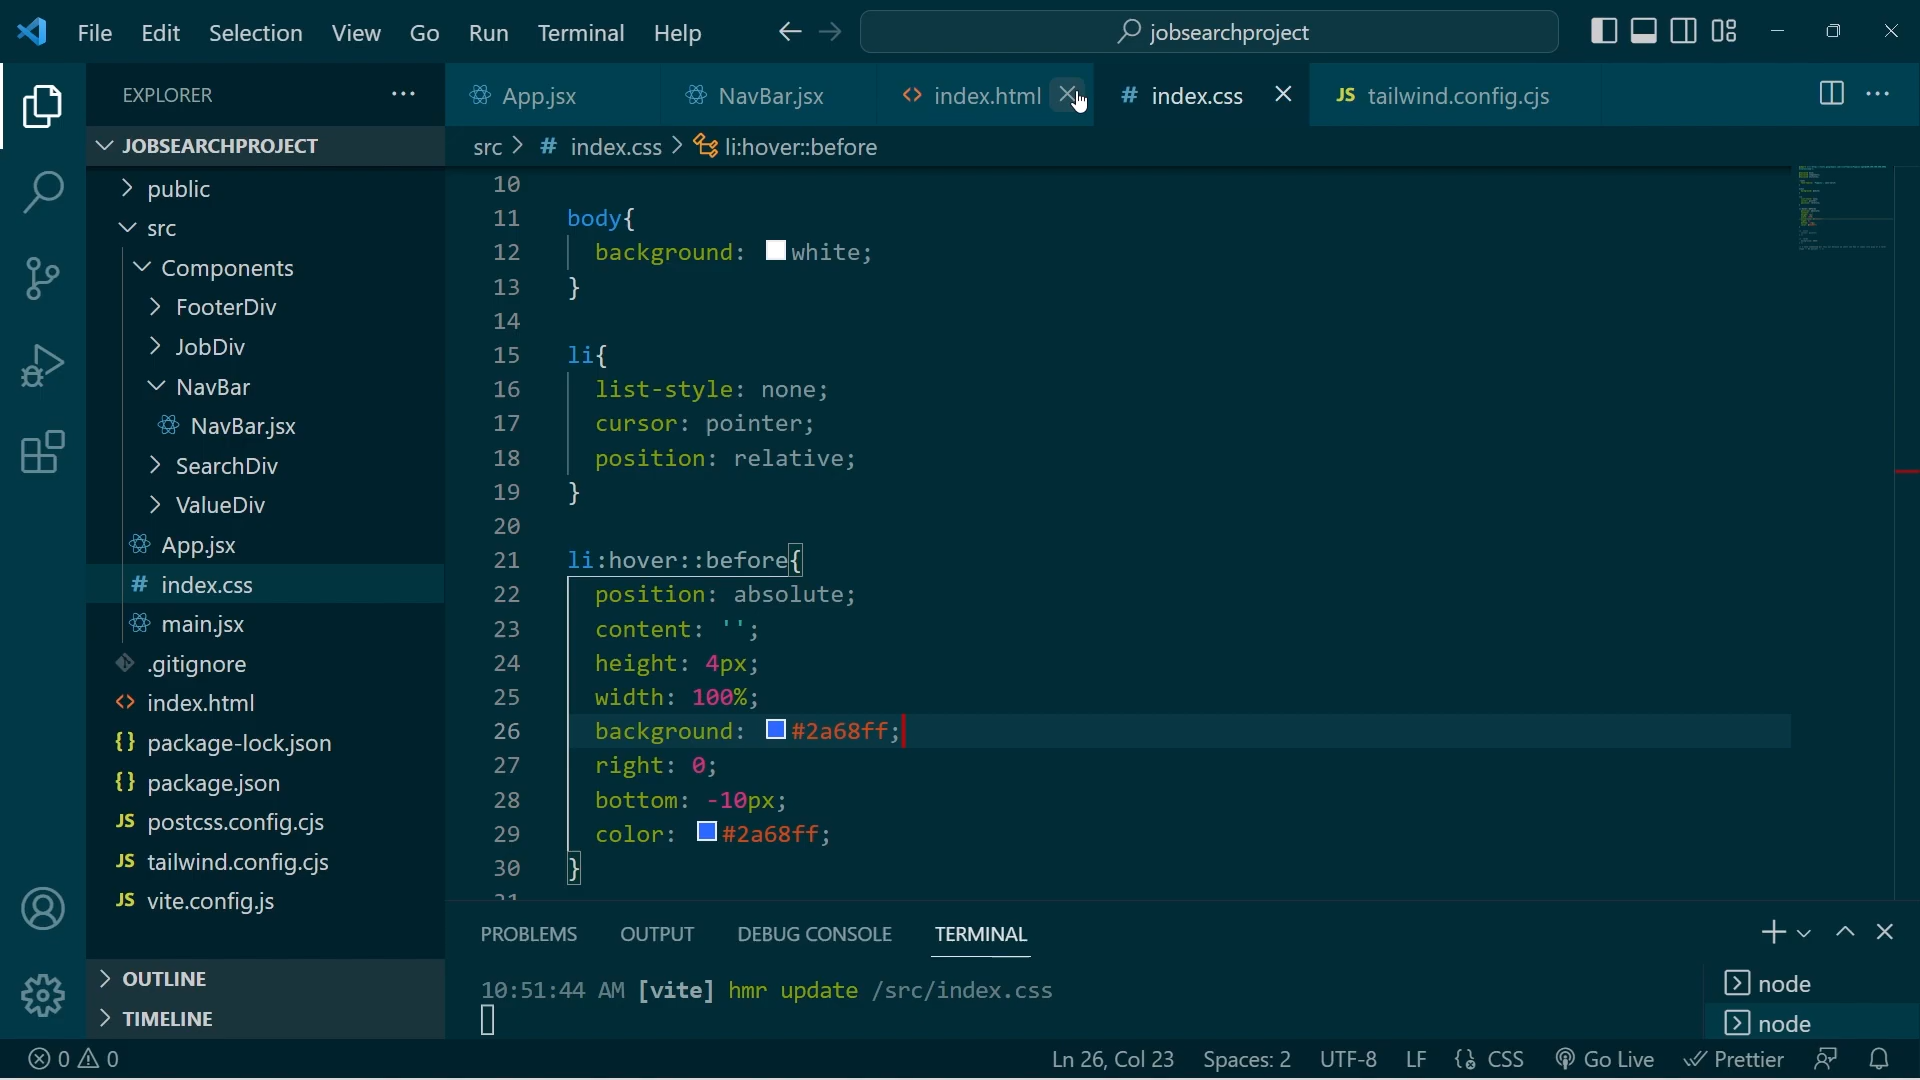 File Edit Selection View Go Run Terminal Help
jobsearchproject
EXPLORER
JOBSEARCHPROJECT
public
src
Components
FooterDiv
JobDiv
NavBar
NavBar.jsx
SearchDiv
ValueDiv
App.jsx
# index.css
main.jsx
.gitignore
<> index.html
{} package-lock.json
{} package.json
JS postcss.config.cjs
JS tailwind.config.cjs
JS vite.config.js
OUTLINE
TIMELINE
App.jsx NavBar.jsx <> index.html # index.css JS tailwind.config.cjs
src > # index.css > li:hover::before
10
11 body{
12 background: white;
13 }
14
15 li{
16 list-style: none;
17 cursor: pointer;
18 position: relative;
19 }
20
21 li:hover::before{
22 position: absolute;
23 content: '';
24 height: 4px;
25 width: 100%;
26 background: #2a68ff;
27 right: 0;
28 bottom: -10px;
29 color: #2a68ff;
30 }
PROBLEMS OUTPUT DEBUG CONSOLE TERMINAL
10:51:44 AM [vite] hmr update /src/index.css
node
node
0 0 Ln 26, Col 23 Spaces: 2 UTF-8 LF CSS Go Live Prettier